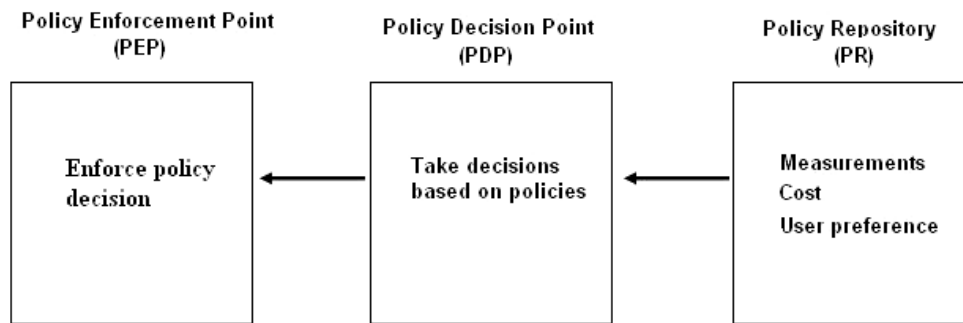 Policy Enforcement Point
(PEP)
Enforce policy
decision
Policy Decision Point
(PDP)
Take decisions
based on policies
Policy Repository
(PR)
Measurements
Cost
User preference